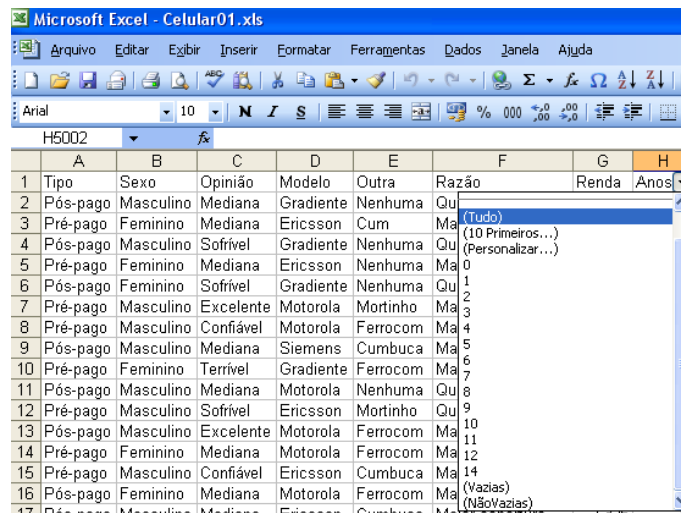 Microsoft Excel - Celular01.xls
Arquivo Editar Exibir Inserir Formatar Ferramentas Dados Janela Ajuda
Arial 10 N I S % 000
H5002 fx
A B C D E F G H
1 Tipo Sexo Opinião Modelo Outra Razão Renda Anos
2 Pós-pago Masculino Mediana Gradiente Nenhuma Qu
3 Pré-pago Feminino Mediana Ericsson Cum Ma
4 Pós-pago Masculino Sofrível Gradiente Nenhuma Qu
5 Pré-pago Feminino Mediana Ericsson Nenhuma Ma
6 Pós-pago Feminino Sofrível Gradiente Nenhuma Qu
7 Pré-pago Masculino Excelente Motorola Mortinho Ma
8 Pré-pago Masculino Confiável Motorola Ferrocom Ma
9 Pós-pago Masculino Mediana Siemens Cumbuca Ma
10 Pré-pago Feminino Terrível Gradiente Ferrocom Ma
11 Pós-pago Masculino Mediana Motorola Nenhuma Qu
12 Pré-pago Masculino Sofrível Ericsson Mortinho Qu
13 Pós-pago Masculino Excelente Motorola Ferrocom Ma
14 Pré-pago Feminino Mediana Motorola Ferrocom Ma
15 Pré-pago Masculino Confiável Ericsson Cumbuca Ma
16 Pós-pago Feminino Mediana Motorola Ferrocom Ma
(Tudo)
(10 Primeiros...)
(Personalizar...)
0
1
2
3
4
5
6
7
8
9
10
11
12
14
(Vazias)
(NãoVazias)